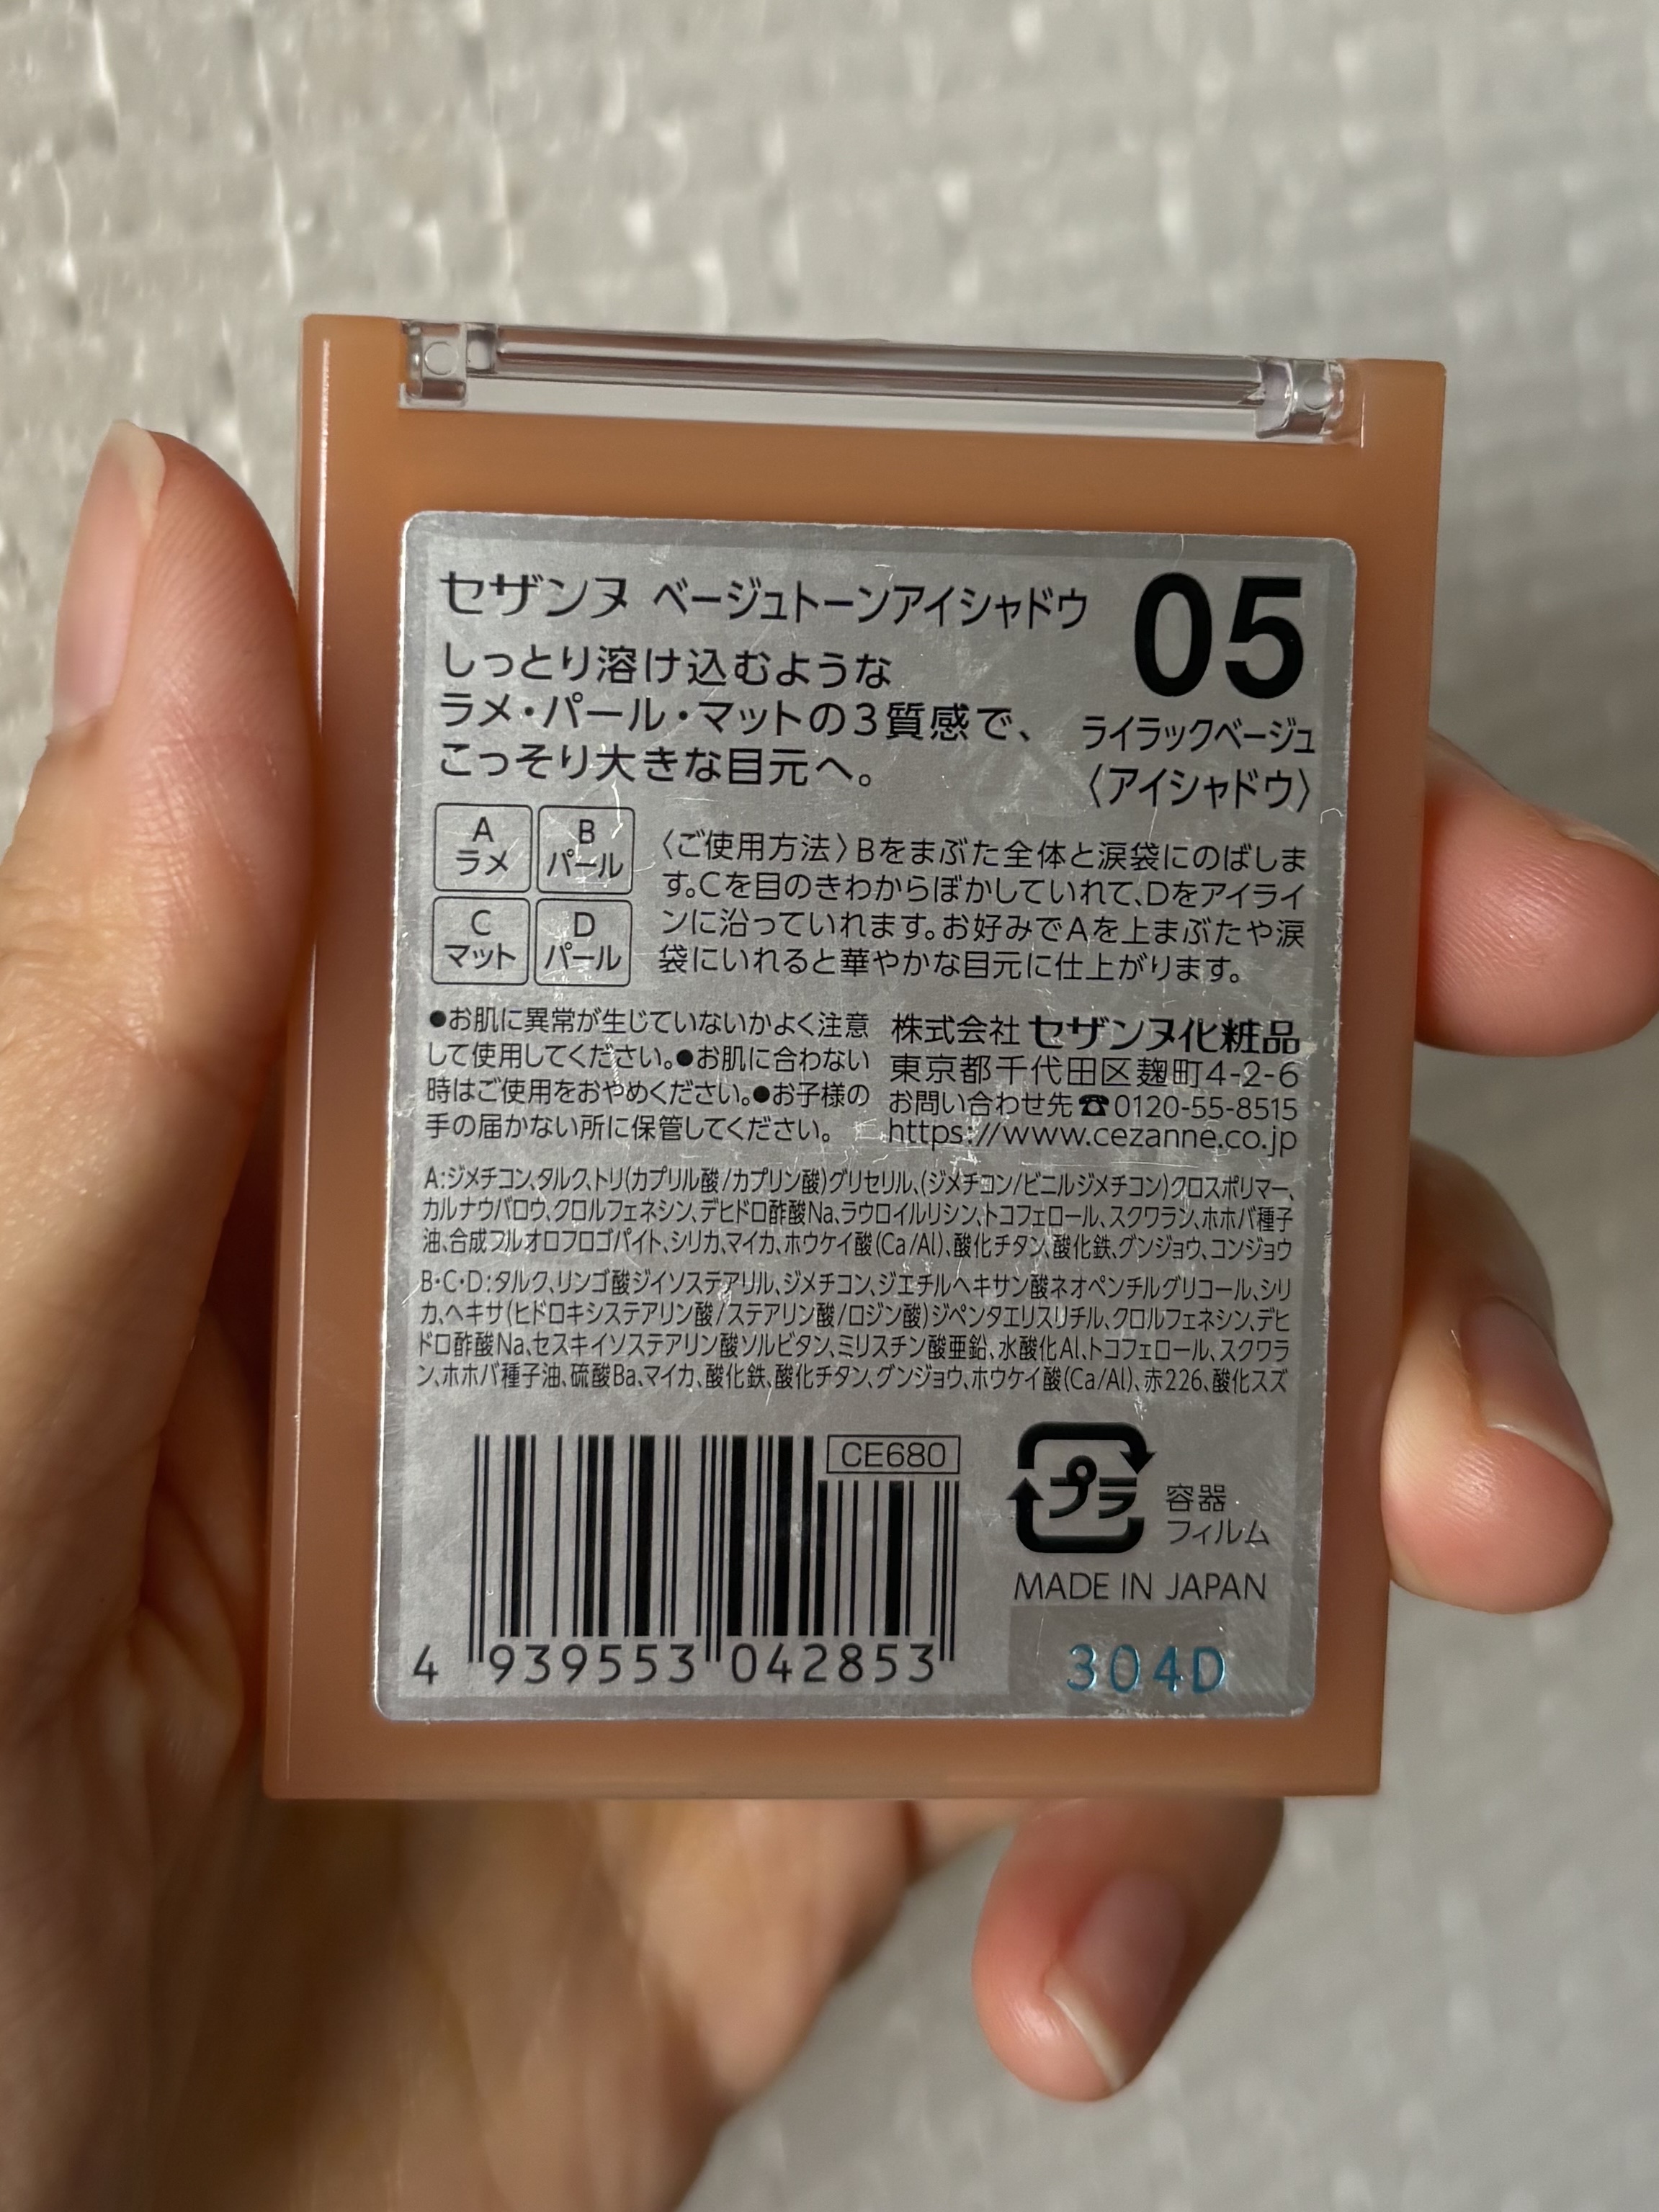 セザンヌ ベージュトーンアイシャドウ
05
ライラックベージュ
〈アイシャドウ〉
しっとり溶け込むような
ラメ・パール・マットの3質感で、
こっそり大きな目元へ。
A
ラメ
B
パール
C
マット
D
パール
〈ご使用方法〉Bをまぶた全体と涙袋にのばしま
す。Cを目のきわからぼかしていれて、Dをアイライ
ンに沿っていれます。お好みでAを上まぶたや涙
袋にいれると華やかな目元に仕上がります。
●お肌に異常が生じていないかよく注意
して使用してください。●お肌に合わない
時はご使用をおやめください。●お子様の
手の届かない所に保管してください。
株式会社 セザンヌ化粧品
東京都千代田区麹町4-2-6
お問い合わせ先☎0120-55-8515
https://www.cezanne.co.jp
A:ジメチコン、タルク、トリ(カプリル酸/カプリン酸)グリセリル、(ジメチコン/ビニルジメチコン)クロスポリマー、
カルナウバロウ、クロルフェネシン、デヒドロ酢酸Na、ラウロイルリシン、トコフェロール、スクワラン、ホホバ種子
油、合成フルオロフロゴパイト、シリカ、マイカ、ホウケイ酸(Ca/Al)、酸化チタン、酸化鉄、グンジョウ、コンジョウ
B・C・D:タルク、リンゴ酸ジイソステアリル、ジメチコン、ジエチルヘキサン酸ネオペンチルグリコール、シリ
カ、ヘキサ(ヒドロキシステアリン酸/ステアリン酸/ロジン酸)ジペンタエリスリチル、クロルフェネシン、デヒ
ドロ酢酸Na、セスキイソステアリン酸ソルビタン、ミリスチン酸亜鉛、水酸化Al、トコフェロール、スクワラ
ン、ホホバ種子油、硫酸Ba、マイカ、酸化鉄、酸化チタン、グンジョウ、ホウケイ酸(Ca/Al)、赤226、酸化スズ
CE680
4 939553 042853
プラ
容器
フィルム
MADE IN JAPAN
304D